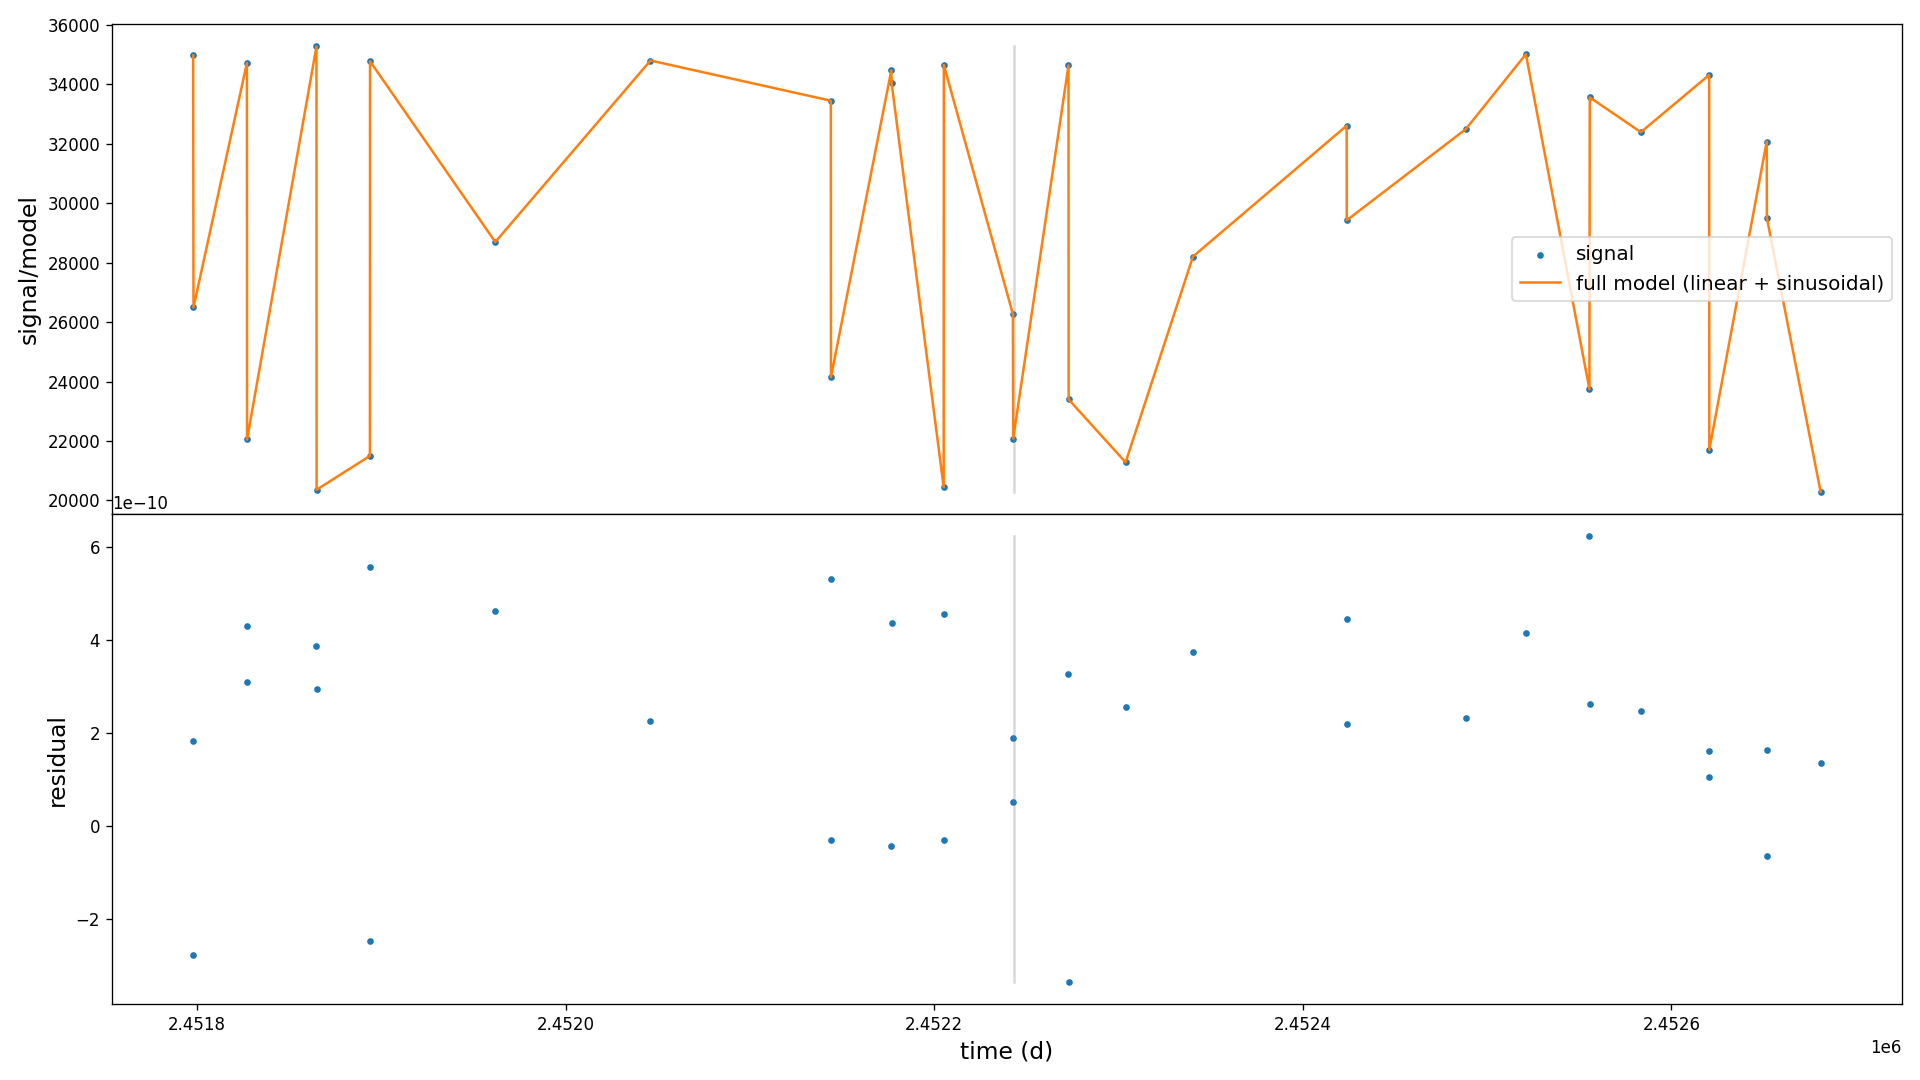 36000
34000
32000
30000
28000
26000
24000
22000
20000
signal/model
signal
full model (linear + sinusoidal)
1e−10
6
4
2
0
−2
residual
2.4518 2.4520 2.4522 2.4524 2.4526
time (d)
1e6